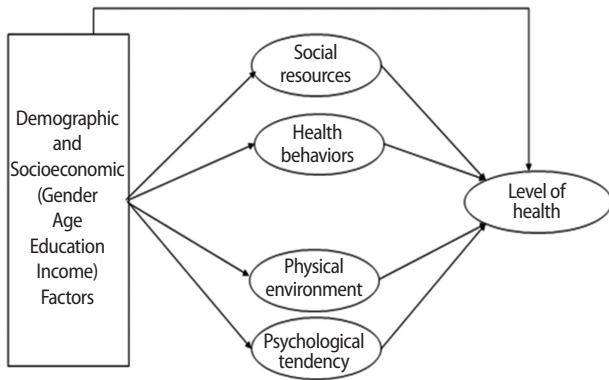 Demographic
and
Socioeconomic
(Gender
Age
Education
Income)
Factors
Social
resources
Health
behaviors
Physical
environment
Psychological
tendency
Level of
health